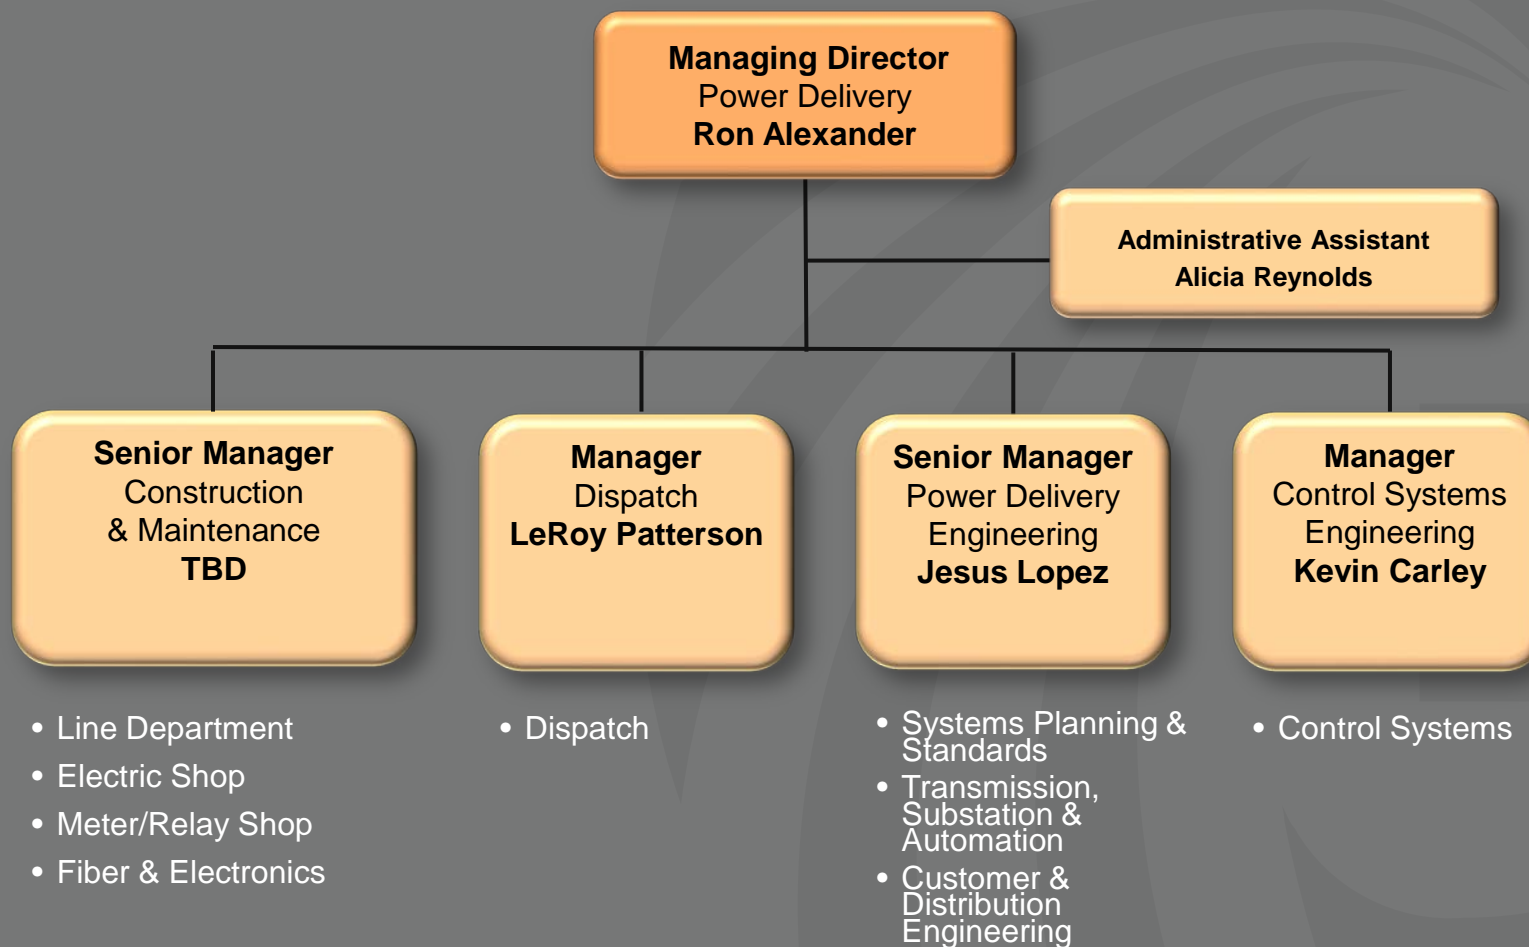 Managing Director
Power Delivery
Ron Alexander
Administrative Assistant
Alicia Reynolds
Senior Manager
Construction
& Maintenance
TBD
Manager
Dispatch
LeRoy Patterson
Senior Manager
Power Delivery
Engineering
Jesus Lopez
Manager
Control Systems
Engineering
Kevin Carley
• Line Department
• Electric Shop
• Meter/Relay Shop
• Fiber & Electronics
• Dispatch
• Systems Planning &
Standards
• Transmission,
Substation &
Automation
• Customer &
Distribution
Engineering
• Control Systems